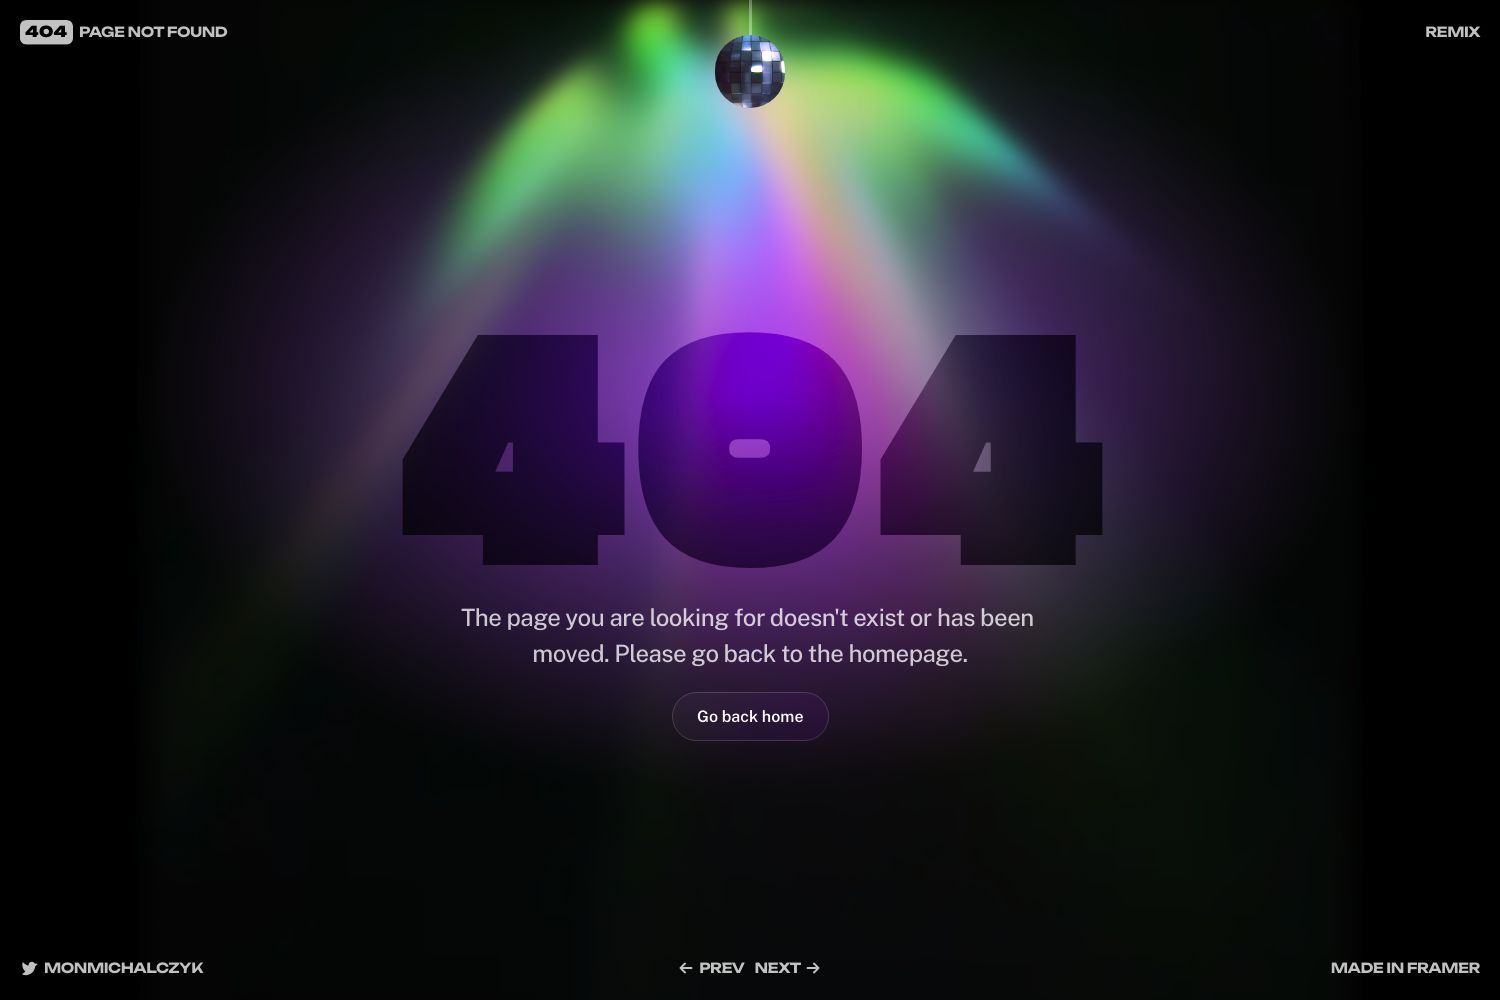 404 PAGE NOT FOUND
REMIX
404
The page you are looking for doesn't exist or has been
moved. Please go back to the homepage.
Go back home
MONMICHALCZYK
← PREV NEXT →
MADE IN FRAMER